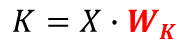 K = X · W_K